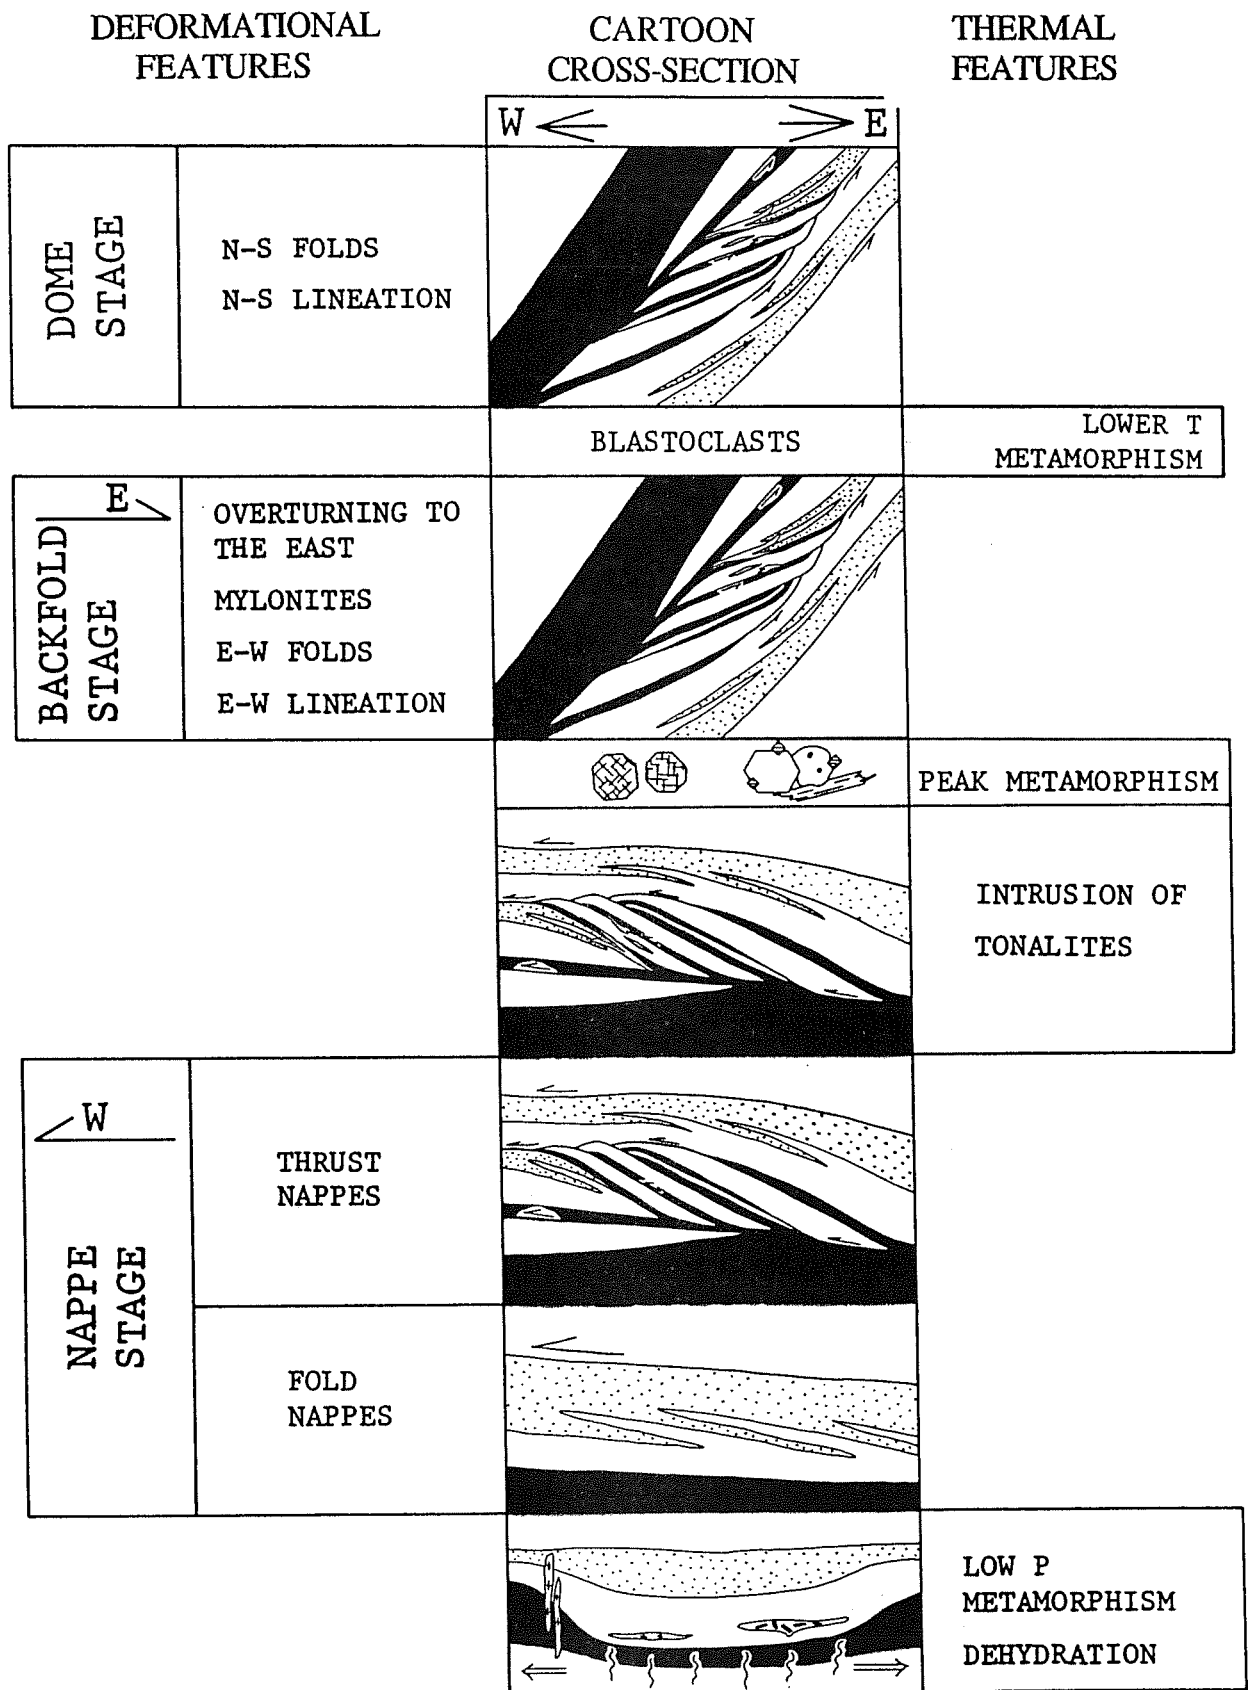 DEFORMATIONAL
FEATURES
CARTOON
CROSS-SECTION
THERMAL
FEATURES
W
E
DOME
STAGE
N-S FOLDS
N-S LINEATION
BLASTOCLASTS
LOWER T
METAMORPHISM
E
BACKFOLD
STAGE
OVERTURNING TO
THE EAST
MYLONITES
E-W FOLDS
E-W LINEATION
PEAK METAMORPHISM
INTRUSION OF
TONALITES
W
NAPPE
STAGE
THRUST
NAPPES
FOLD
NAPPES
LOW P
METAMORPHISM
DEHYDRATION